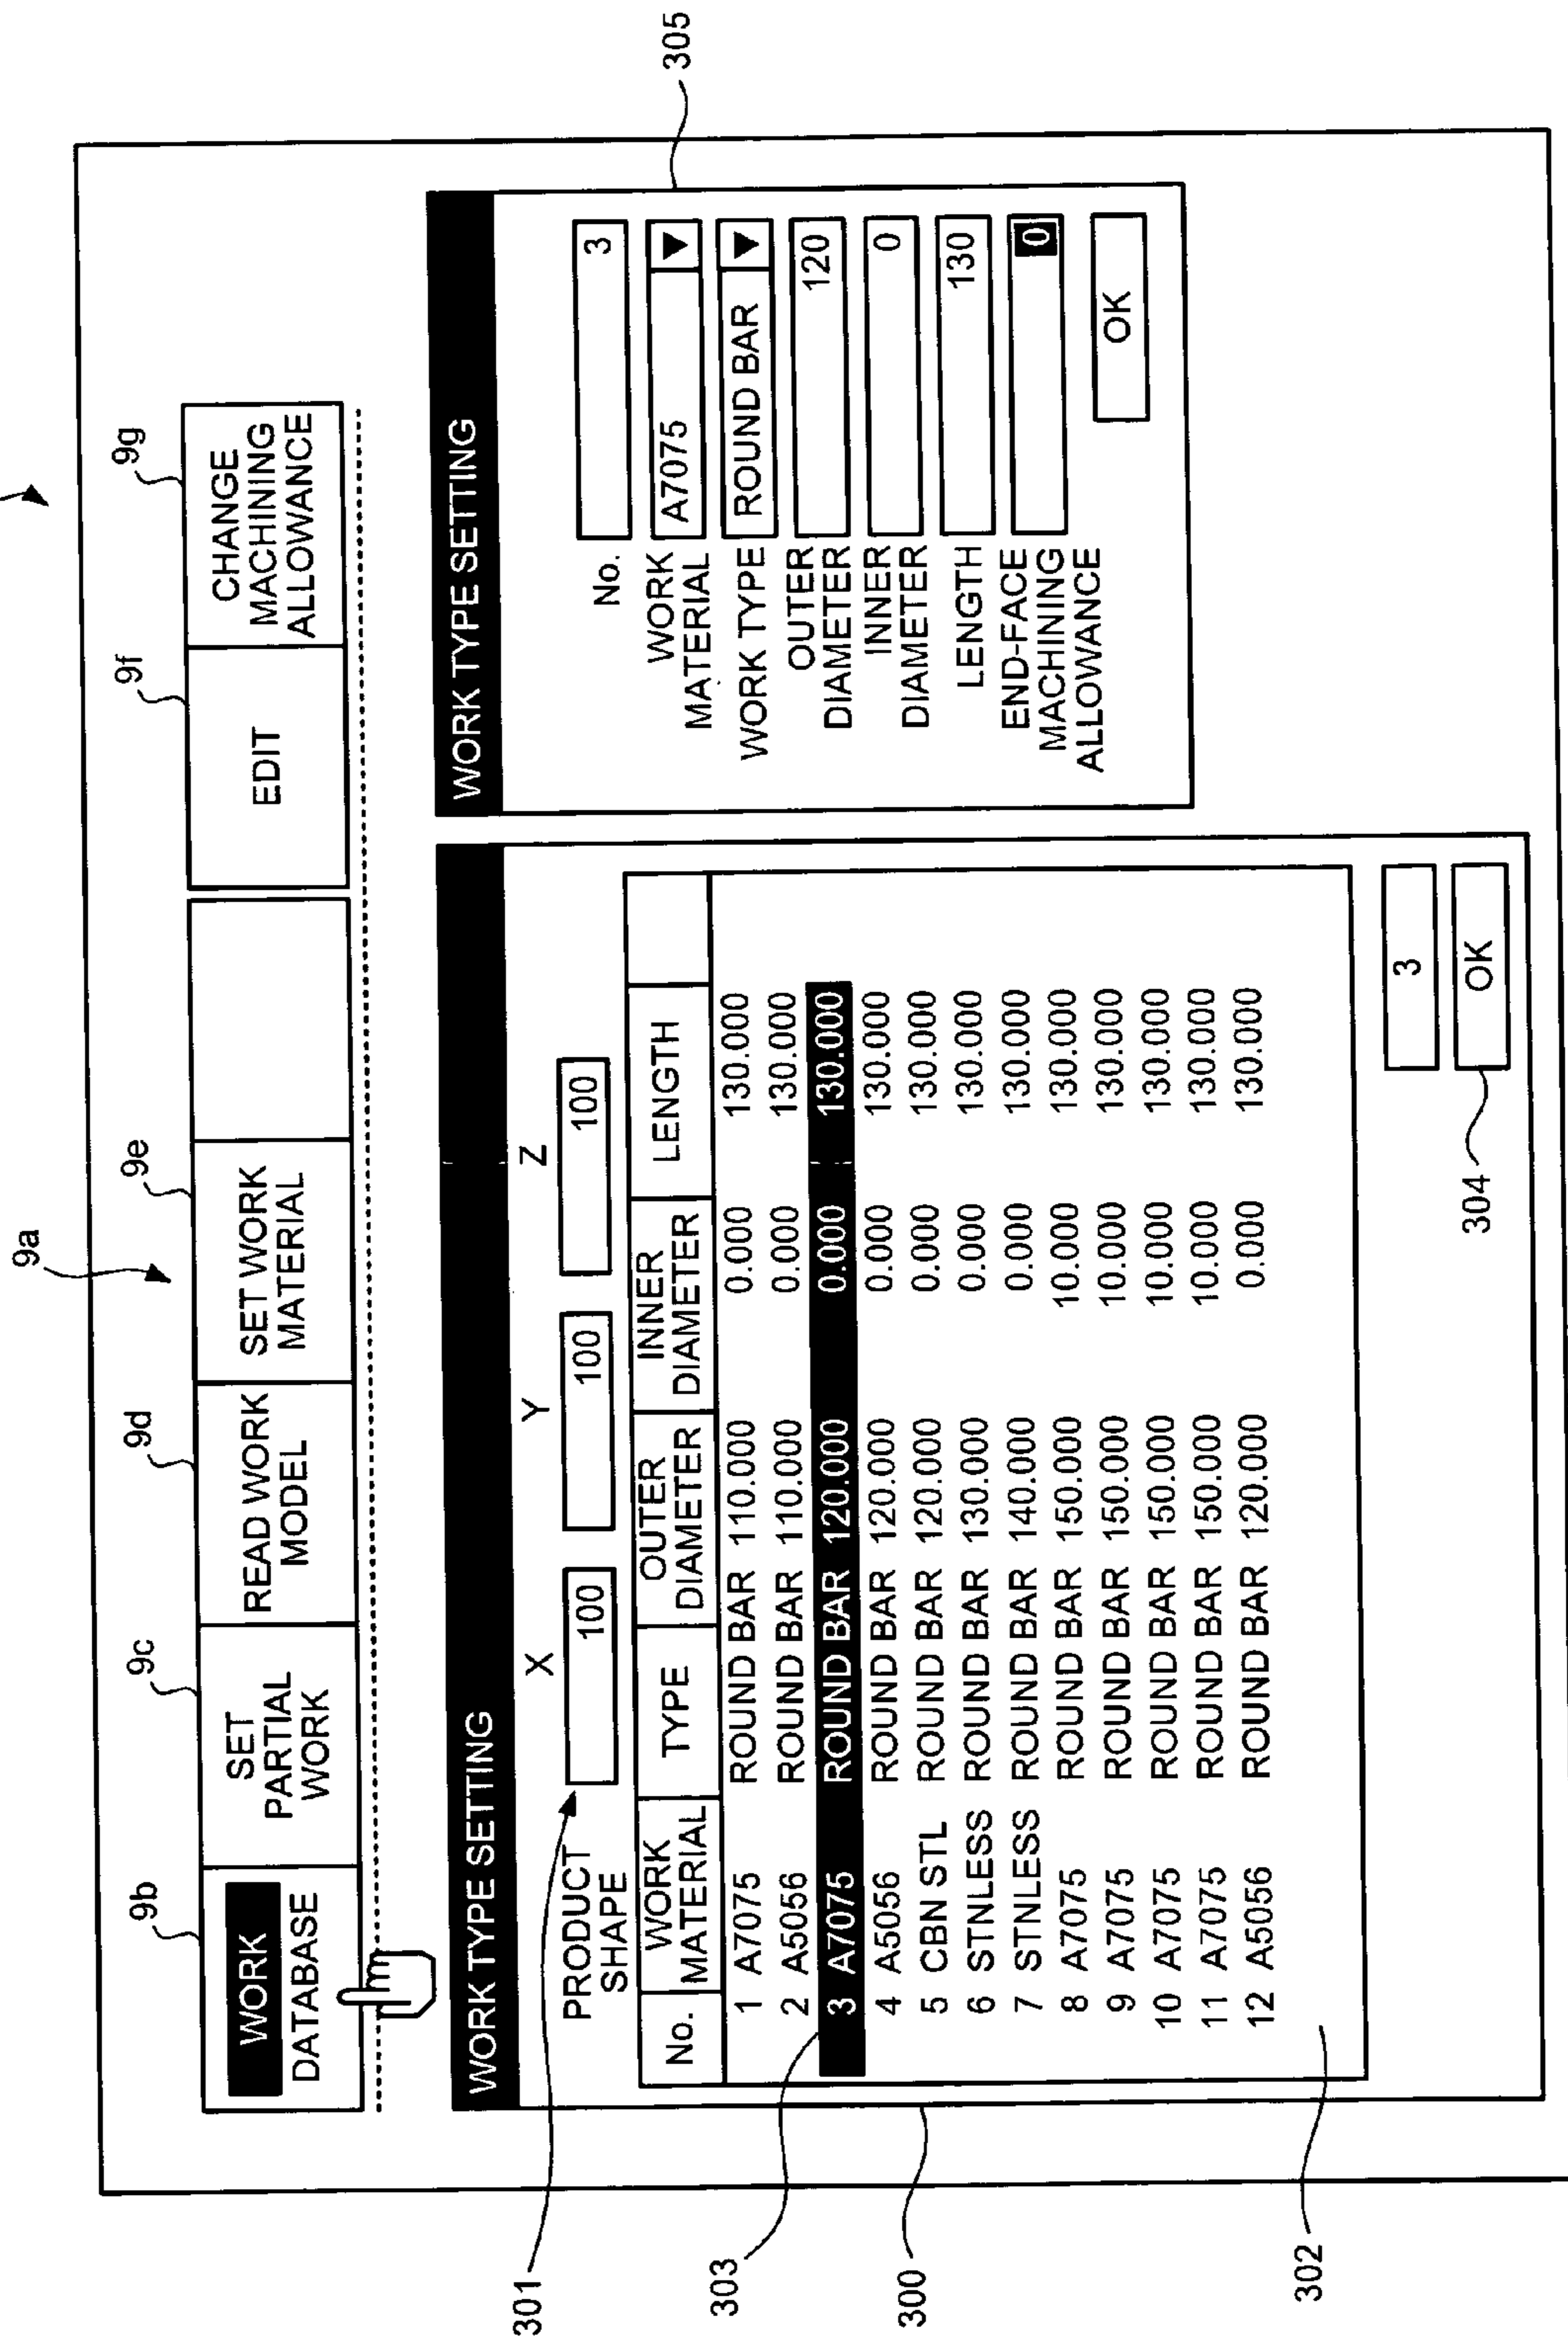 9a
9b
9c
9d
9e
9f
9g
WORK
DATABASE
SET
PARTIAL
WORK
READ WORK
MODEL
SET WORK
MATERIAL
EDIT
CHANGE
MACHINING
ALLOWANCE
WORK TYPE SETTING
PRODUCT
SHAPE
X
Y
Z
100
100
100
No.
WORK
MATERIAL
TYPE
OUTER
DIAMETER
INNER
DIAMETER
LENGTH
1 A7075 ROUND BAR 110.000 0.000 130.000
2 A5056 ROUND BAR 110.000 0.000 130.000
3 A7075 ROUND BAR 120.000 0.000 130.000
4 A5056 ROUND BAR 120.000 0.000 130.000
5 CBN STL ROUND BAR 120.000 0.000 130.000
6 STNLESS ROUND BAR 130.000 0.000 130.000
7 STNLESS ROUND BAR 140.000 0.000 130.000
8 A7075 ROUND BAR 150.000 10.000 130.000
9 A7075 ROUND BAR 150.000 10.000 130.000
10 A7075 ROUND BAR 150.000 10.000 130.000
11 A7075 ROUND BAR 150.000 10.000 130.000
12 A5056 ROUND BAR 120.000 0.000 130.000
3
OK
WORK TYPE SETTING
No. 3
WORK
MATERIAL
A7075 ▼
WORK TYPE ROUND BAR ▼
OUTER
DIAMETER
120
INNER
DIAMETER
0
LENGTH 130
END-FACE
MACHINING
ALLOWANCE
0
OK
301
303
300
302
304
305